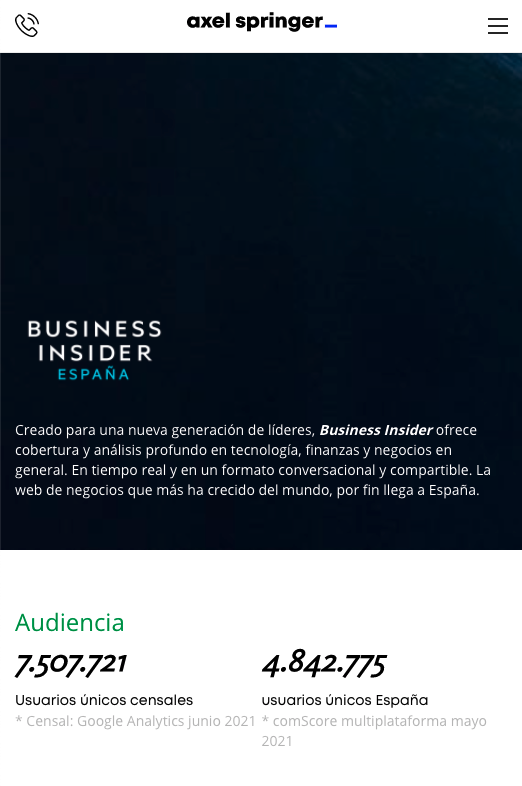 axel springer_
BUSINESS
INSIDER
ESPAÑA
Creado para una nueva generación de líderes, Business Insider ofrece
cobertura y análisis profundo en tecnología, finanzas y negocios en
general. En tiempo real y en un formato conversacional y compartible. La
web de negocios que más ha crecido del mundo, por fin llega a España.
Audiencia
7.507.721
Usuarios únicos censales
* Censal: Google Analytics junio 2021
4.842.775
usuarios únicos España
* comScore multiplataforma mayo
2021